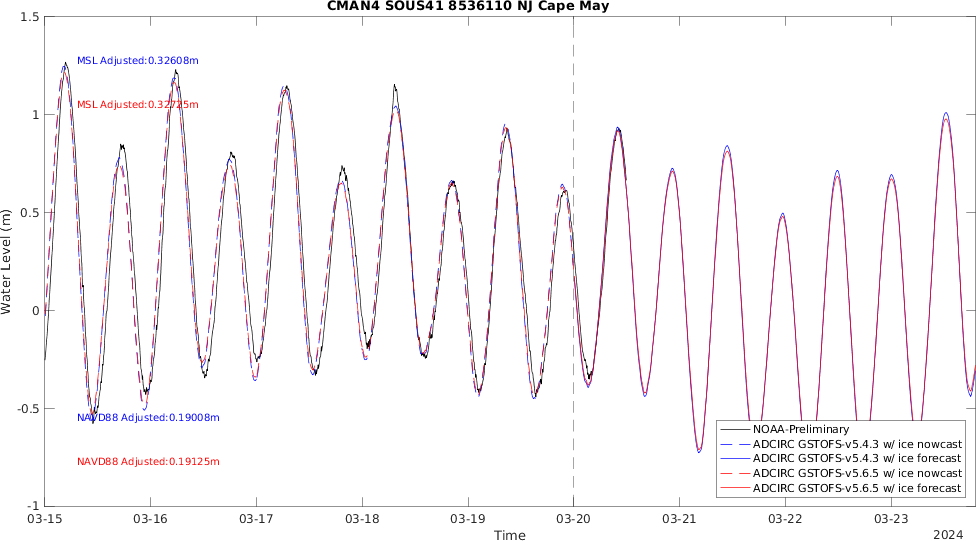 CMAN4 SOUS41 8536110 NJ Cape May
1.5
1
0.5
0
-0.5
-1
Water Level (m)
MSL Adjusted:0.32608m
MSL Adjusted:0.32725m
NAVD88 Adjusted:0.19008m
NAVD88 Adjusted:0.19125m
NOAA-Preliminary
ADCIRC GSTOFS-v5.4.3 w/ ice nowcast
ADCIRC GSTOFS-v5.4.3 w/ ice forecast
ADCIRC GSTOFS-v5.6.5 w/ ice nowcast
ADCIRC GSTOFS-v5.6.5 w/ ice forecast
03-15 03-16 03-17 03-18 03-19 03-20 03-21 03-22 03-23
Time
2024